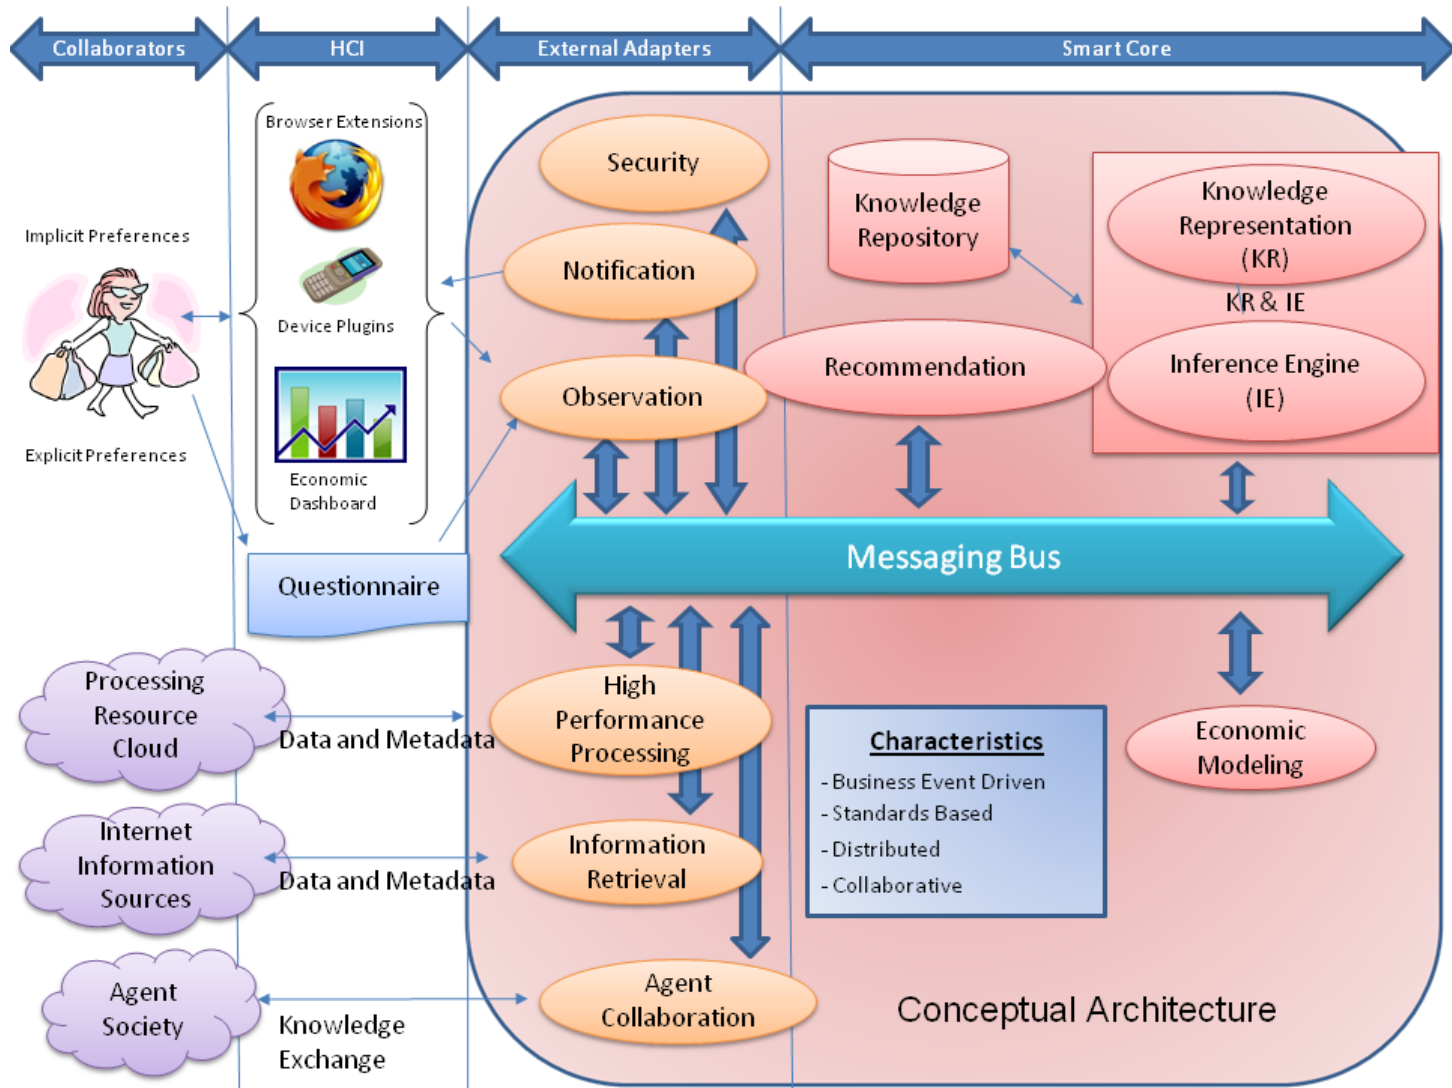 Collaborators
HCI
External Adapters
Smart Core
Browser Extensions
Implicit Preferences
Device Plugins
Explicit Preferences
Economic
Dashboard
Questionnaire
Security
Notification
Observation
Knowledge
Repository
Recommendation
Knowledge
Representation
(KR)
KR & IE
Inference Engine
(IE)
Messaging Bus
Processing
Resource
Cloud
Data and Metadata
High
Performance
Processing
Internet
Information
Sources
Data and Metadata
Information
Retrieval
Agent
Society
Knowledge
Exchange
Agent
Collaboration
Characteristics
- Business Event Driven
- Standards Based
- Distributed
- Collaborative
Economic
Modeling
Conceptual Architecture